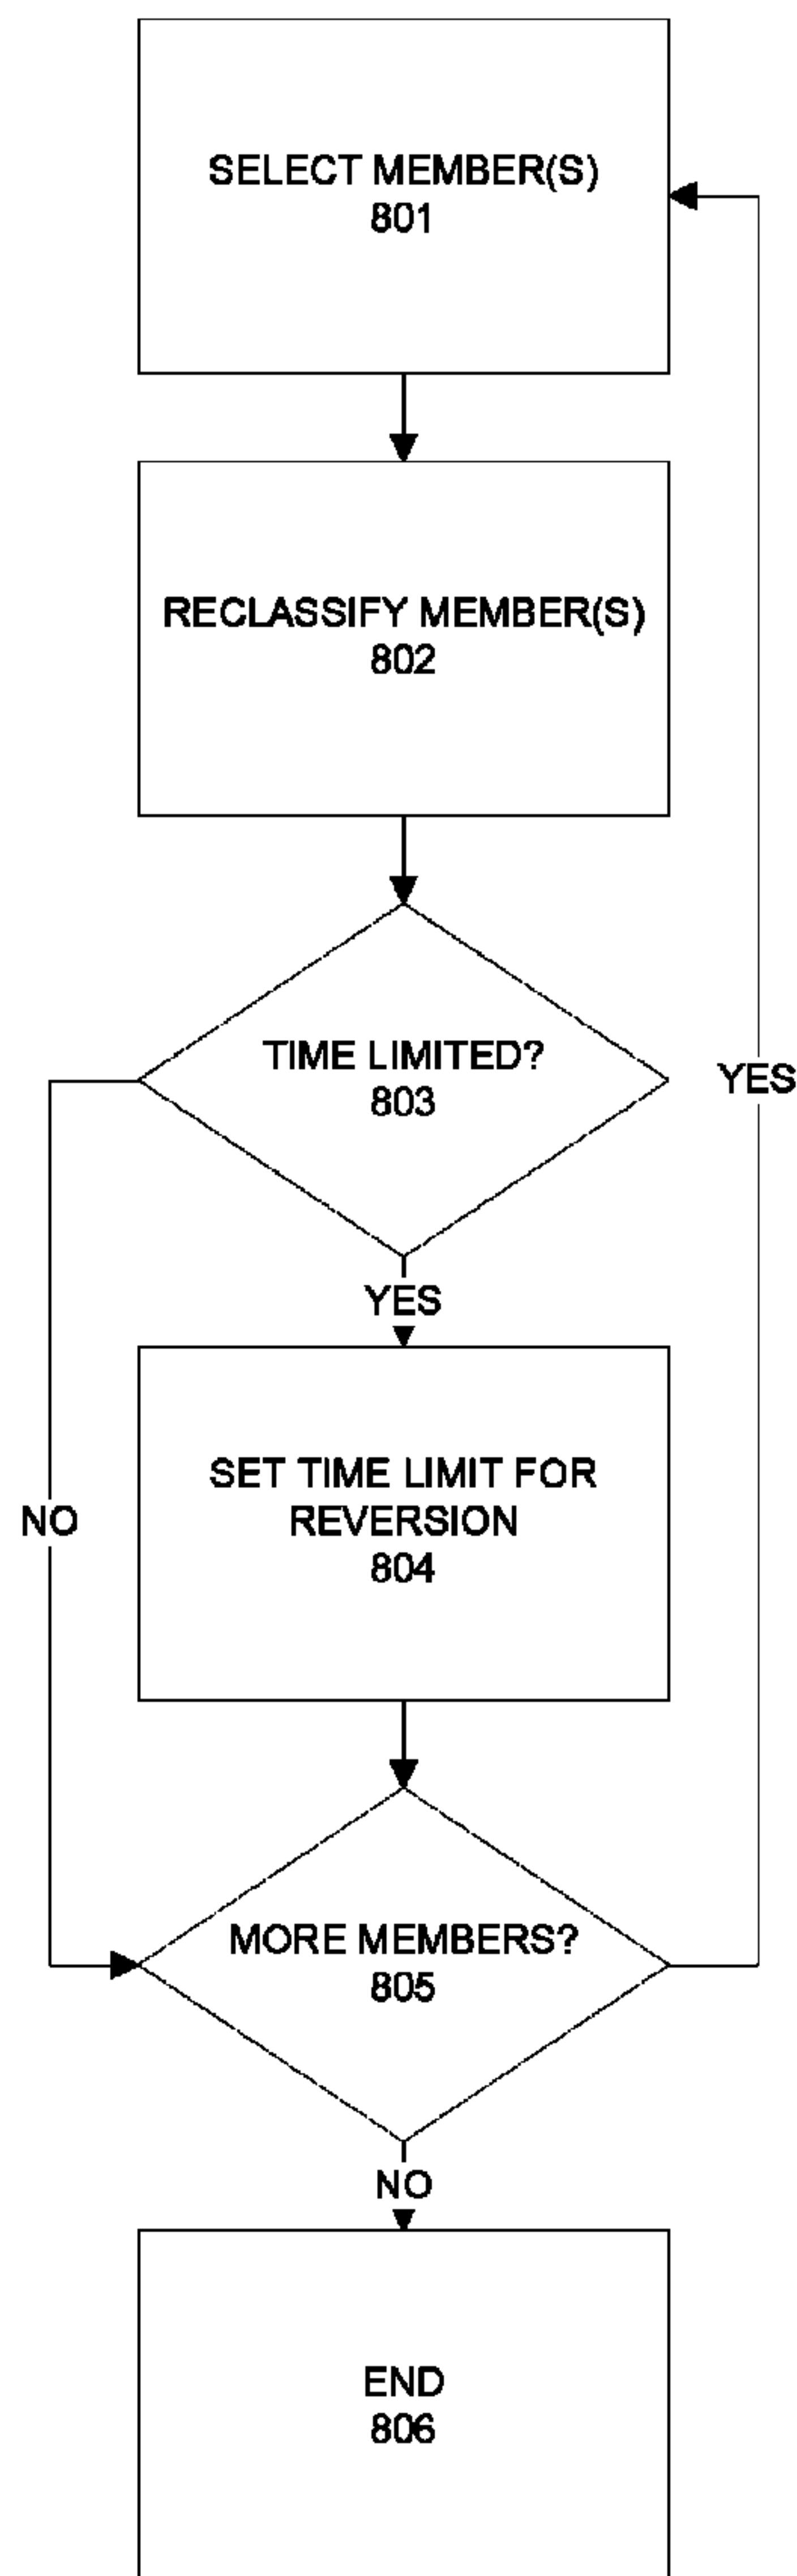 SELECT MEMBER(S)
801
RECLASSIFY MEMBER(S)
802
TIME LIMITED?
803
YES
YES
SET TIME LIMIT FOR
REVERSION
804
NO
MORE MEMBERS?
805
NO
END
806